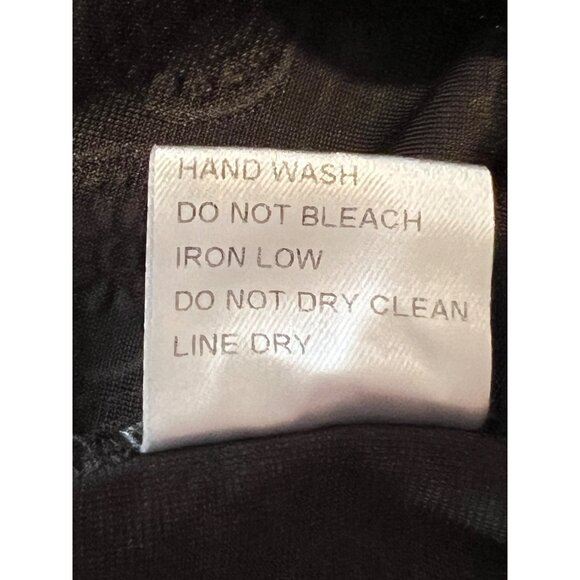 HAND WASH
DO NOT BLEACH
IRON LOW
DO NOT DRY CLEAN
LINE DRY